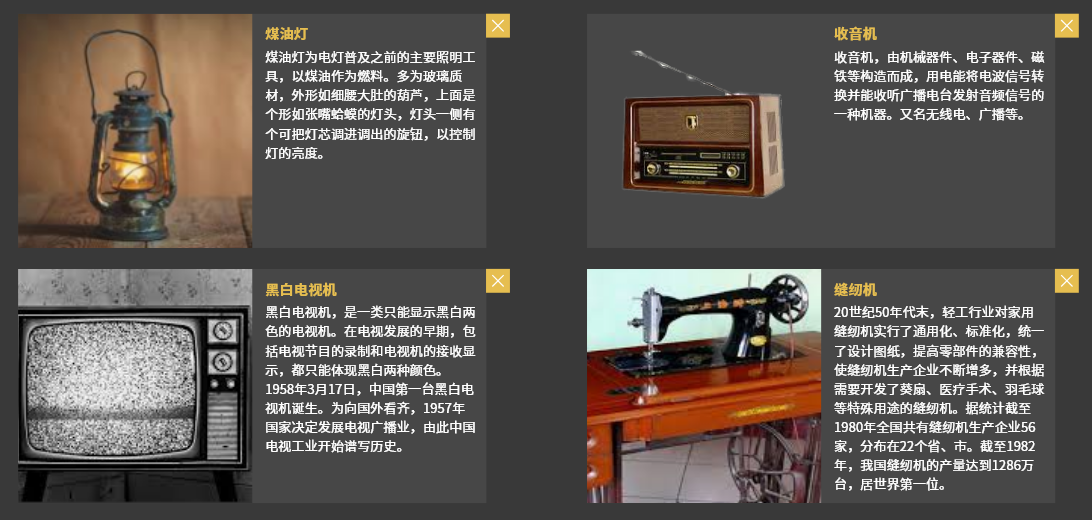 煤油灯
煤油灯为电灯普及之前的主要照明工
具，以煤油作为燃料。多为玻璃质
材，外形如细腰大肚的葫芦，上面是
个形如张嘴蛤蟆的灯头，灯头一侧有
个可把灯芯调进调出的旋钮，以控制
灯的亮度。
收音机
收音机，由机械器件、电子器件、磁
铁等构造而成，用电能将电波信号转
换并能收听广播电台发射音频信号的
一种机器。又名无线电、广播等。
黑白电视机
黑白电视机，是一类只能显示黑白两
色的电视机。在电视发展的早期，包
括电视节目的录制和电视机的接收显
示，都只能体现黑白两种颜色。
1958年3月17日，中国第一台黑白电
视机诞生。为向国外看齐，1957年
国家决定发展电视广播业，由此中国
电视工业开始谱写历史。
缝纫机
20世纪50年代末，轻工行业对家用
缝纫机实行了通用化、标准化，统一
了设计图纸，提高零部件的兼容性，
使缝纫机生产企业不断增多，并根据
需要开发了葵扇、医疗手术、羽毛球
等特殊用途的缝纫机。据统计截至
1980年全国共有缝纫机生产企业56
家，分布在22个省、市。截至1982
年，我国缝纫机的产量达到1286万
台，居世界第一位。